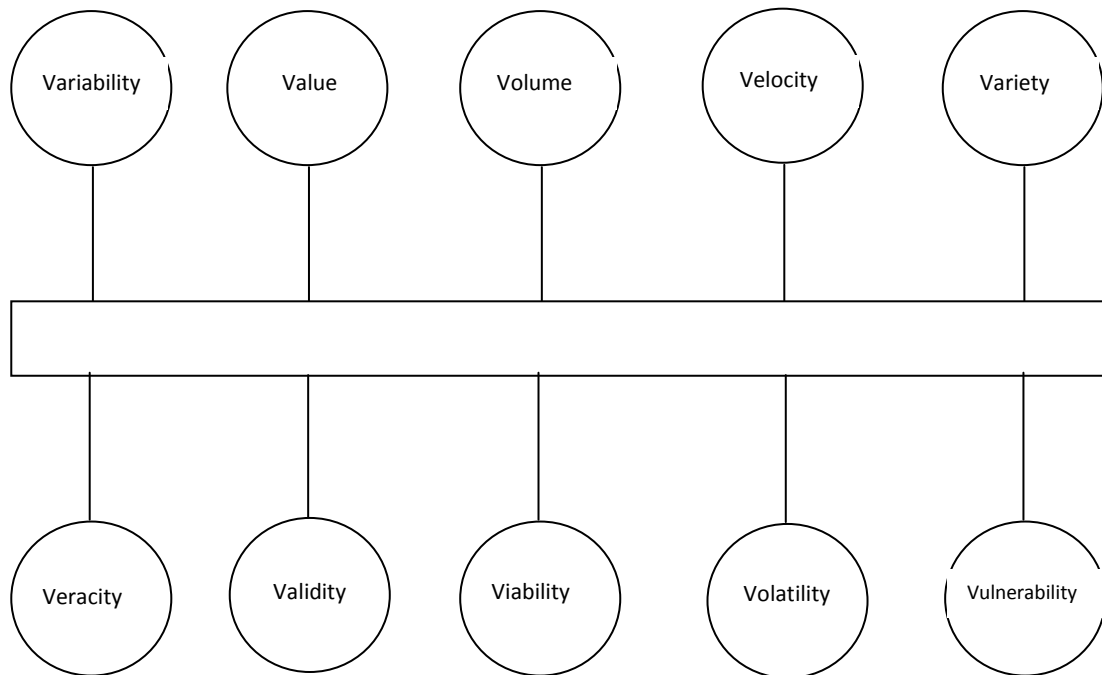 Variability
Value
Volume
Velocity
Variety
Veracity
Validity
Viability
Volatility
Vulnerability